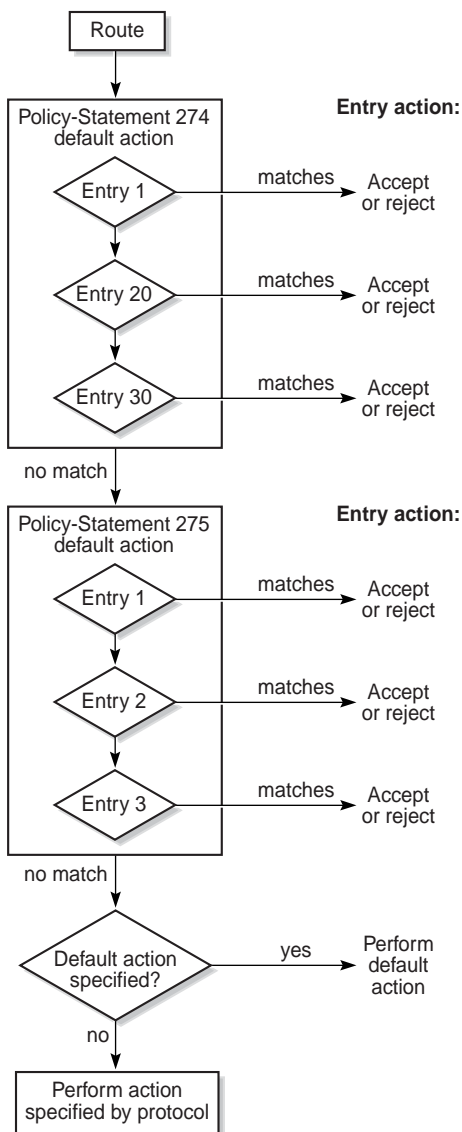 Route
Policy-Statement 274
default action
Entry action:
Entry 1
matches
Accept
or reject
Entry 20
matches
Accept
or reject
Entry 30
matches
Accept
or reject
no match
Policy-Statement 275
default action
Entry action:
Entry 1
matches
Accept
or reject
Entry 2
matches
Accept
or reject
Entry 3
matches
Accept
or reject
no match
Default action
specified?
yes
Perform
default
action
no
Perform action
specified by protocol